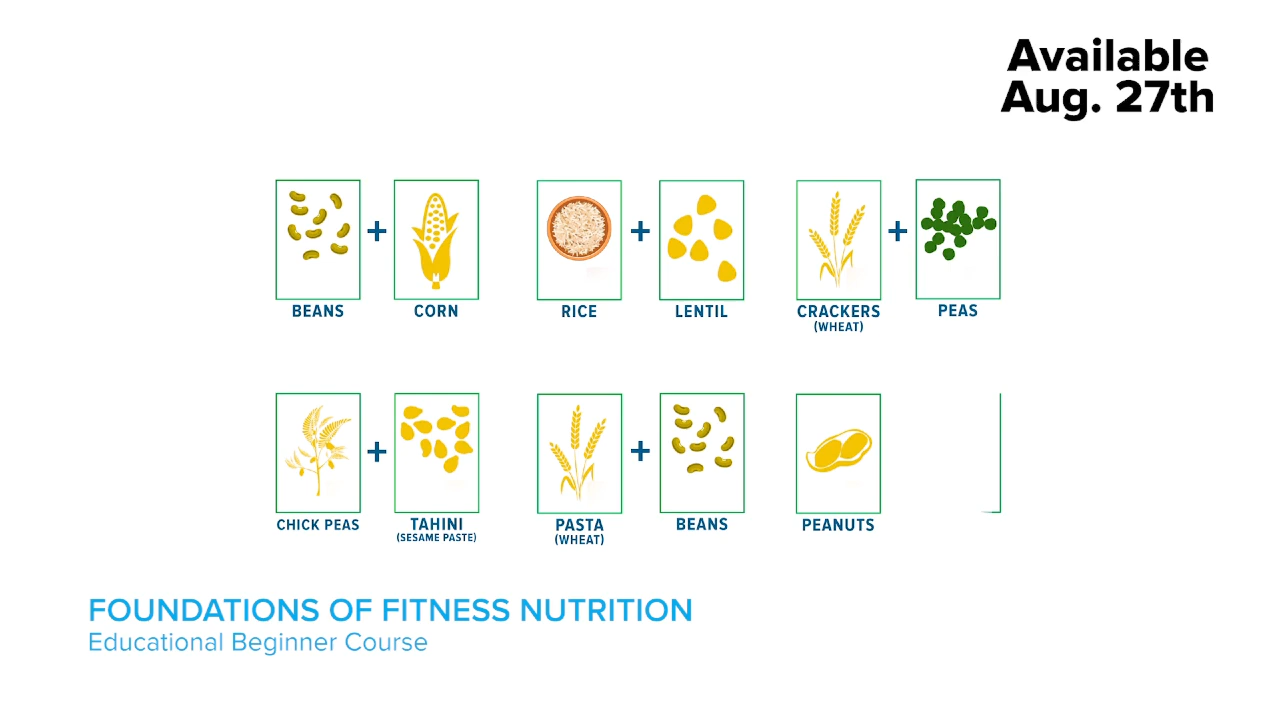 Available
Aug. 27th
BEANS + CORN RICE + LENTIL CRACKERS + PEAS
(WHEAT)
CHICK PEAS + TAHINI PASTA + BEANS PEANUTS
(SESAME PASTE) (WHEAT)
FOUNDATIONS OF FITNESS NUTRITION
Educational Beginner Course